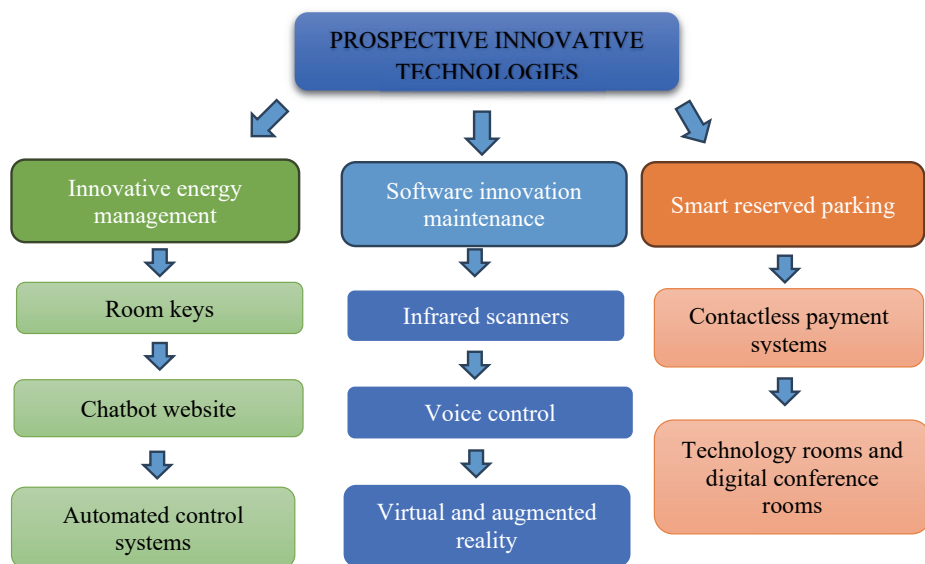 PROSPECTIVE INNOVATIVE
TECHNOLOGIES
Innovative energy
management
Room keys
Chatbot website
Automated control
systems
Software innovation
maintenance
Infrared scanners
Voice control
Virtual and augmented
reality
Smart reserved parking
Contactless payment
systems
Technology rooms and
digital conference
rooms